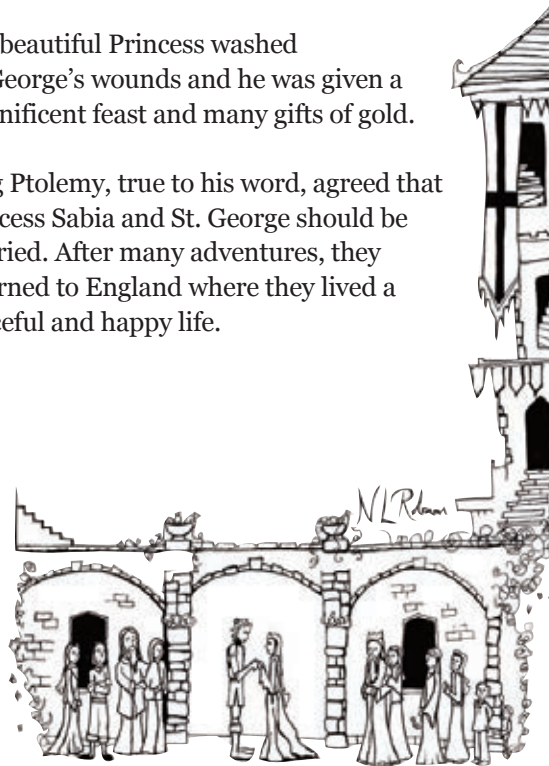 beautiful Princess washed
George's wounds and he was given a
nificent feast and many gifts of gold.
g Ptolemy, true to his word, agreed that
cess Sabia and St. George should be
ried. After many adventures, they
rned to England where they lived a
ceful and happy life.